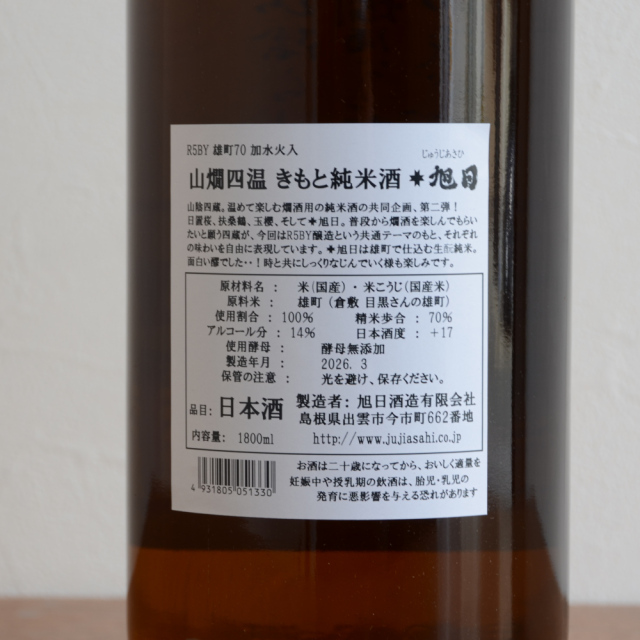 R5BY 雄町70 加水火入
じゅうじあさひ
山燗四温 きもと純米酒 旭日
山陰四蔵。温めて楽しむ燗酒用の純米酒の共同企画、第二弾!
日置桜、扶桑鶴、玉櫻、そして✚旭日。普段から燗酒を楽しんでもらい
たいと願う四蔵が、今回はR5BY醸造という共通テーマのもと、それぞれ
の味わいを自由に表現しています。✚旭日は雄町で仕込む生酛純米。
面白い醪でした・・!時と共にしっくりなじんでいく様も楽しみです。
原材料名 : 米(国産)・米こうじ(国産米)
原料米 : 雄町(倉敷 目黒さんの雄町)
使用割合 : 100% 精米歩合 : 70%
アルコール分 : 14% 日本酒度 : +17
使用酵母 : 酵母無添加
製造年月 : 2026.3
保管の注意 : 光を避け、保存ください。
品目: 日本酒 製造者: 旭日酒造有限会社
島根県出雲市今市町662番地
内容量: 1800ml http://www.jujiasahi.co.jp
お酒は二十歳になってから、おいしく適量を
妊娠中や授乳期の飲酒は、胎児・乳児の
発育に悪影響を与える恐れがあります
4 931805 051330